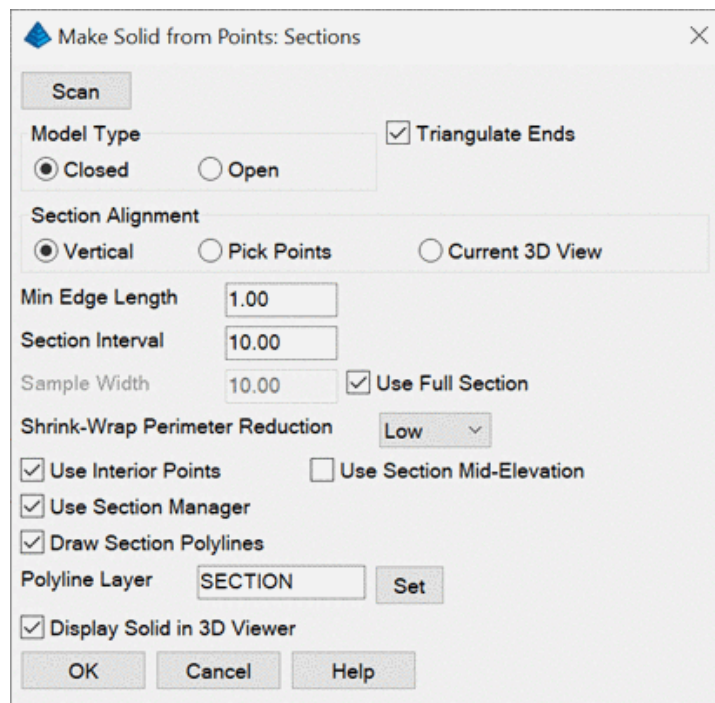 Make Solid from Points: Sections
Scan
Model Type
Triangulate Ends
Closed Open
Section Alignment
Vertical Pick Points Current 3D View
Min Edge Length 1.00
Section Interval 10.00
Sample Width 10.00 Use Full Section
Shrink-Wrap Perimeter Reduction Low
Use Interior Points Use Section Mid-Elevation
Use Section Manager
Draw Section Polylines
Polyline Layer SECTION Set
Display Solid in 3D Viewer
OK Cancel Help